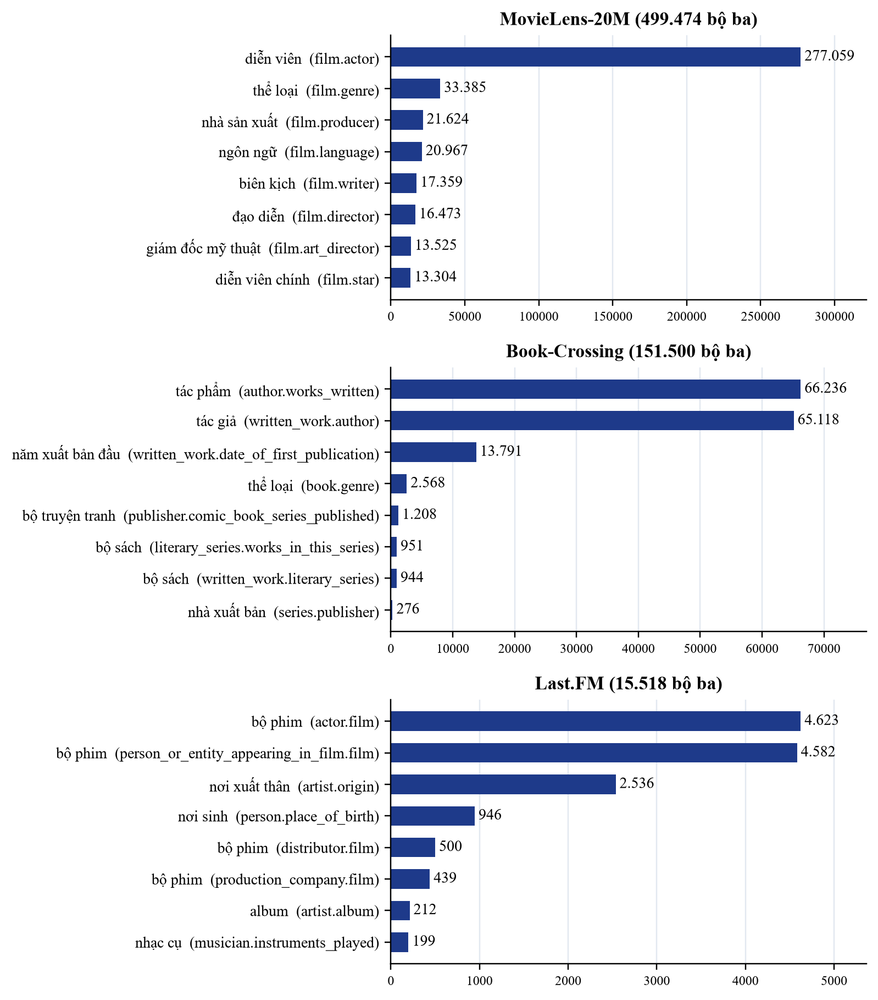 MovieLens-20M (499.474 bộ ba)
diễn viên (film.actor) 277.059
thể loại (film.genre) 33.385
nhà sản xuất (film.producer) 21.624
ngôn ngữ (film.language) 20.967
biên kịch (film.writer) 17.359
đạo diễn (film.director) 16.473
giám đốc mỹ thuật (film.art_director) 13.525
diễn viên chính (film.star) 13.304
0 50000 100000 150000 200000 250000 300000
Book-Crossing (151.500 bộ ba)
tác phẩm (author.works_written) 66.236
tác giả (written_work.author) 65.118
năm xuất bản đầu (written_work.date_of_first_publication) 13.791
thể loại (book.genre) 2.568
bộ truyện tranh (publisher.comic_book_series_published) 1.208
bộ sách (literary_series.works_in_this_series) 951
bộ sách (written_work.literary_series) 944
nhà xuất bản (series.publisher) 276
0 10000 20000 30000 40000 50000 60000 70000
Last.FM (15.518 bộ ba)
bộ phim (actor.film) 4.623
bộ phim (person_or_entity_appearing_in_film.film) 4.582
nơi xuất thân (artist.origin) 2.536
nơi sinh (person.place_of_birth) 946
bộ phim (distributor.film) 500
bộ phim (production_company.film) 439
album (artist.album) 212
nhạc cụ (musician.instruments_played) 199
0 1000 2000 3000 4000 5000